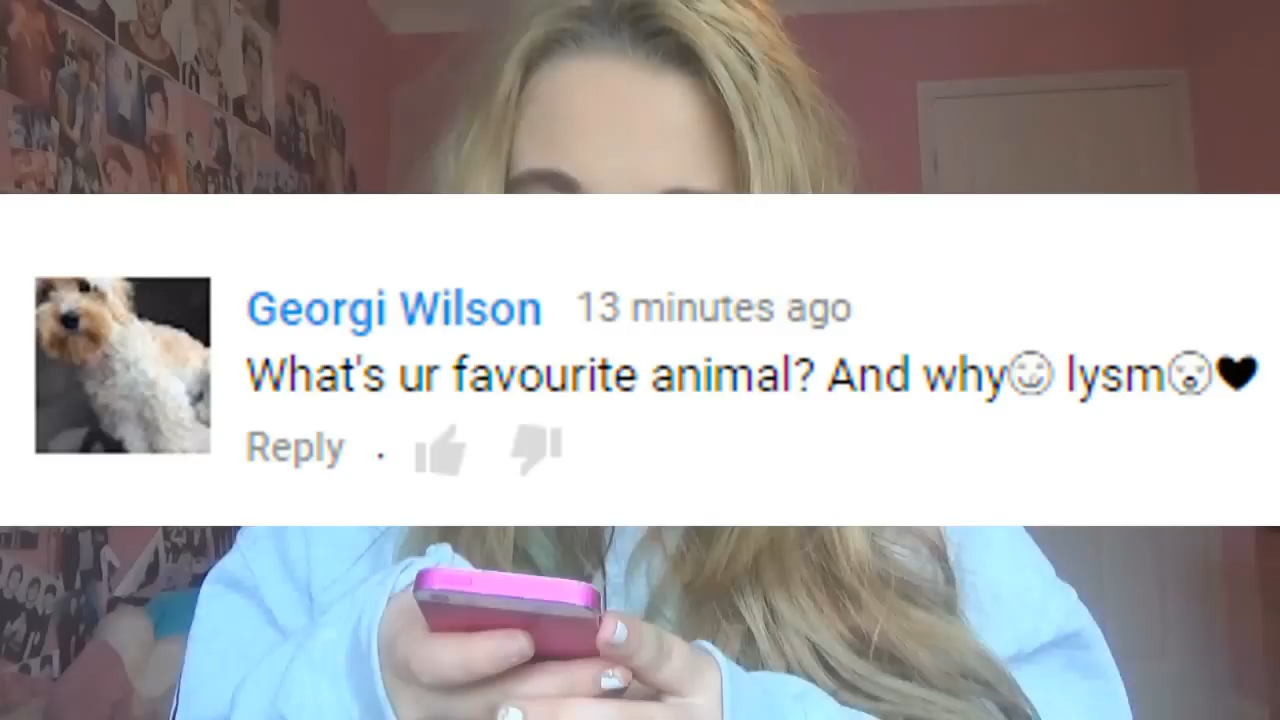 Georgi Wilson 13 minutes ago
What's ur favourite animal? And why☺ lysm😮🖤
Reply .